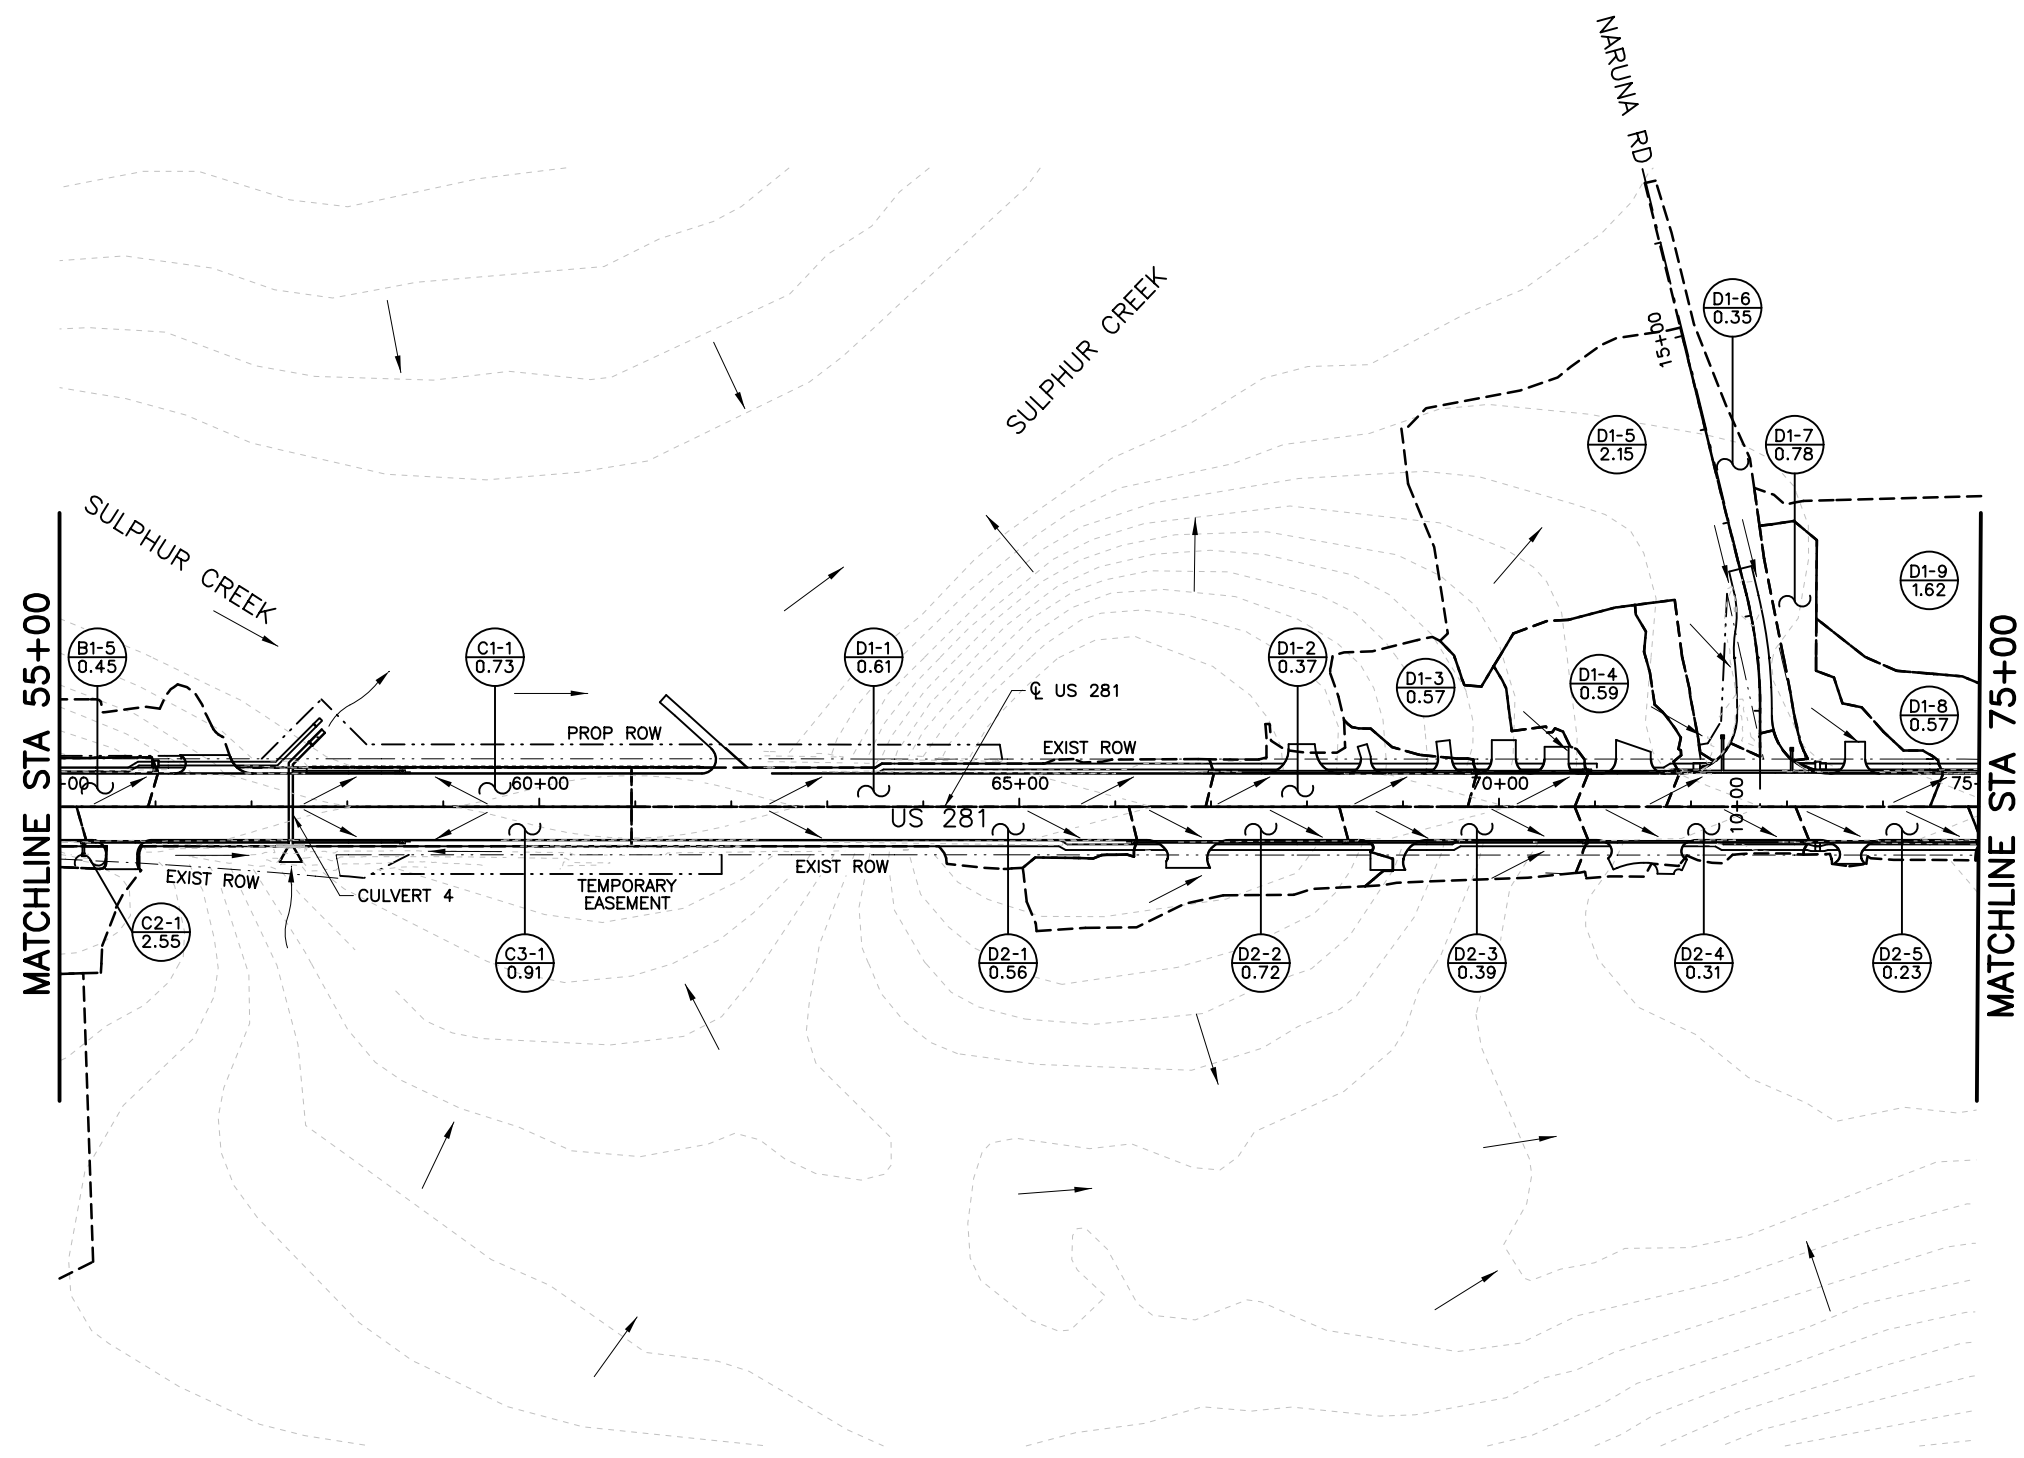 NARUNA RD
D1-6
0.35
15+00
SULPHUR CREEK
D1-5
2.15
D1-7
0.78
SULPHUR CREEK
D1-9
1.62
MATCHLINE STA 55+00
MATCHLINE STA 75+00
B1-5
0.45
C1-1
0.73
D1-1
0.61
D1-2
0.37
D1-3
0.57
D1-4
0.59
D1-8
0.57
℄ US 281
PROP ROW
EXIST ROW
-00
60+00
65+00
70+00
75-
10+00
US 281
EXIST ROW
EXIST ROW
TEMPORARY
EASEMENT
CULVERT 4
C2-1
2.55
C3-1
0.91
D2-1
0.56
D2-2
0.72
D2-3
0.39
D2-4
0.31
D2-5
0.23